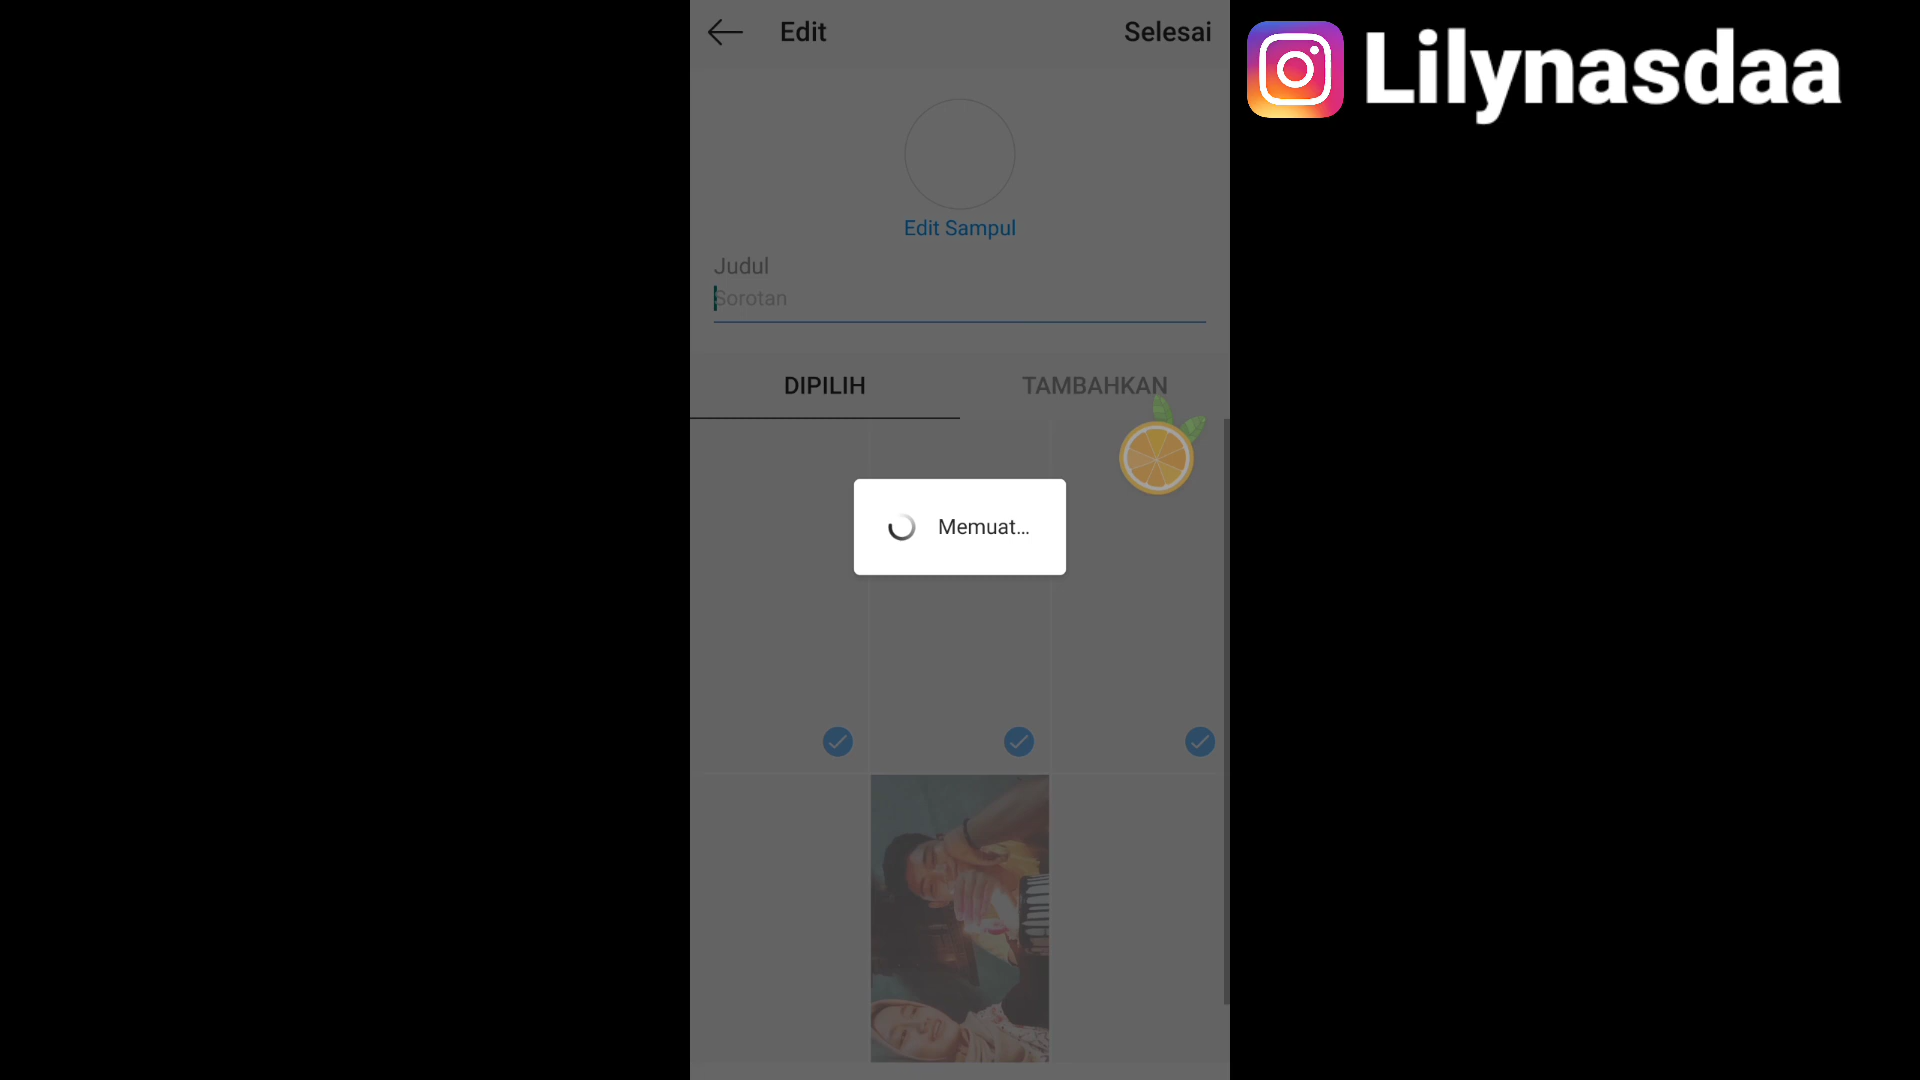 Edit
Selesai
Lilynasdaa
Edit Sampul
Judul
Sorotan
DIPILIH
TAMBAHKAN
Memuat...